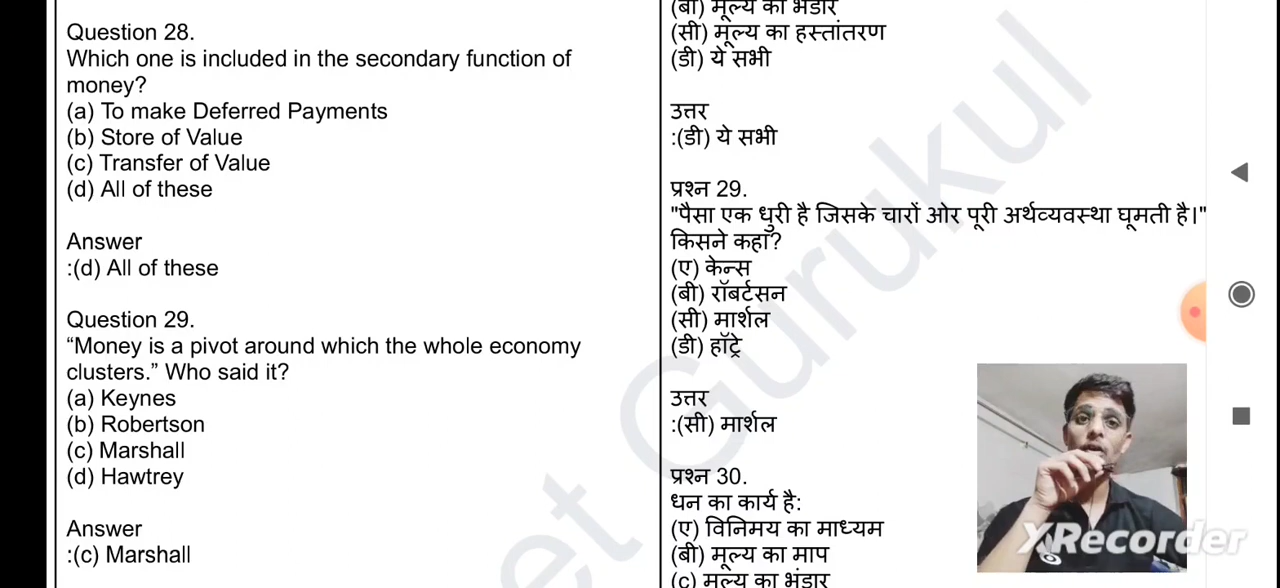 Question 28.
Which one is included in the secondary function of
money?
(a) To make Deferred Payments
(b) Store of Value
(c) Transfer of Value
(d) All of these
Answer
:(d) All of these
Question 29.
“Money is a pivot around which the whole economy
clusters.” Who said it?
(a) Keynes
(b) Robertson
(c) Marshall
(d) Hawtrey
Answer
:(c) Marshall
(बी) मूल्य का भंडार
(सी) मूल्य का हस्तांतरण
(डी) ये सभी
उत्तर
:(डी) ये सभी
प्रश्न 29.
"पैसा एक धुरी है जिसके चारों ओर पूरी अर्थव्यवस्था घूमती है।"
किसने कहा?
(ए) केन्स
(बी) रॉबर्टसन
(सी) मार्शल
(डी) हॉट्रे
उत्तर
:(सी) मार्शल
प्रश्न 30.
धन का कार्य है:
(ए) विनिमय का माध्यम
(बी) मूल्य का माप
(c) मूल्य का भंडार
et Gurukul
XRecorder